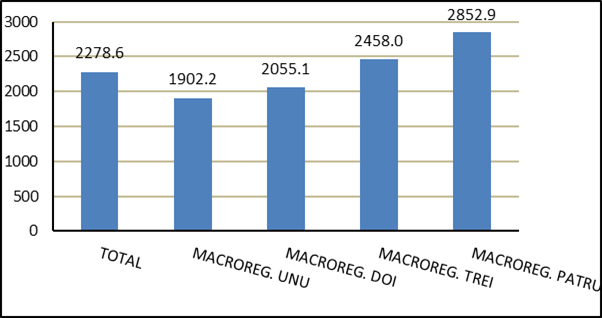 3000
2500
2000
1500
1000
500
0
2278.6
1902.2
2055.1
2458.0
2852.9
TOTAL
MACROREG. UNU
MACROREG. DOI
MACROREG. TREI
MACROREG. PATRU